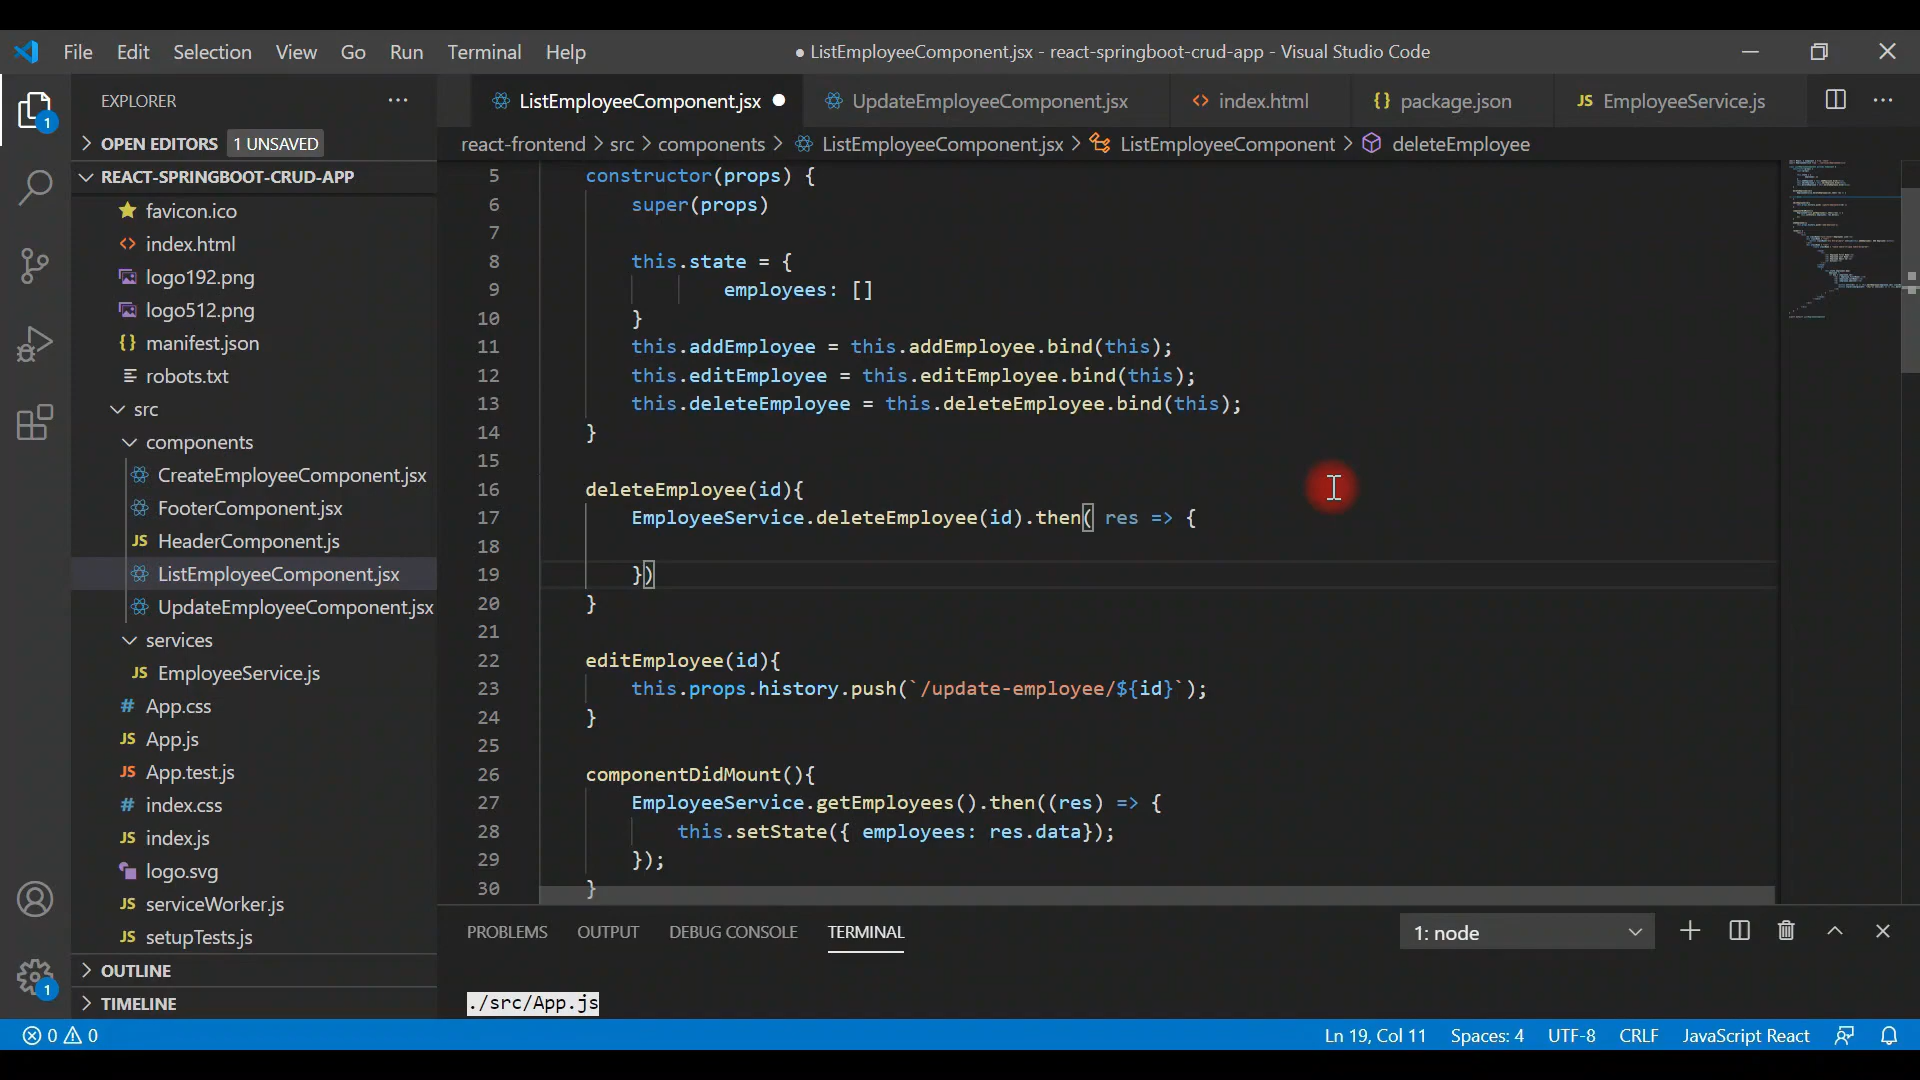 File Edit Selection View Go Run Terminal Help
● ListEmployeeComponent.jsx - react-springboot-crud-app - Visual Studio Code
EXPLORER ...
OPEN EDITORS 1 UNSAVED
REACT-SPRINGBOOT-CRUD-APP
favicon.ico
<> index.html
logo192.png
logo512.png
{} manifest.json
robots.txt
src
components
CreateEmployeeComponent.jsx
FooterComponent.jsx
JS HeaderComponent.js
ListEmployeeComponent.jsx
UpdateEmployeeComponent.jsx
services
JS EmployeeService.js
# App.css
JS App.js
JS App.test.js
# index.css
JS index.js
logo.svg
JS serviceWorker.js
JS setupTests.js
OUTLINE
TIMELINE
1
1
ListEmployeeComponent.jsx ● UpdateEmployeeComponent.jsx <> index.html {} package.json JS EmployeeService.js ...
react-frontend > src > components > ListEmployeeComponent.jsx > ListEmployeeComponent > deleteEmployee
5 constructor(props) {
6 super(props)
7
8 this.state = {
9 employees: []
10 }
11 this.addEmployee = this.addEmployee.bind(this);
12 this.editEmployee = this.editEmployee.bind(this);
13 this.deleteEmployee = this.deleteEmployee.bind(this);
14 }
15
16 deleteEmployee(id){
17 EmployeeService.deleteEmployee(id).then( res => {
18
19 })
20 }
21
22 editEmployee(id){
23 this.props.history.push(`/update-employee/${id}`);
24 }
25
26 componentDidMount(){
27 EmployeeService.getEmployees().then((res) => {
28 this.setState({ employees: res.data});
29 });
30 }
PROBLEMS OUTPUT DEBUG CONSOLE TERMINAL 1: node
./src/App.js
0 0 Ln 19, Col 11 Spaces: 4 UTF-8 CRLF JavaScript React